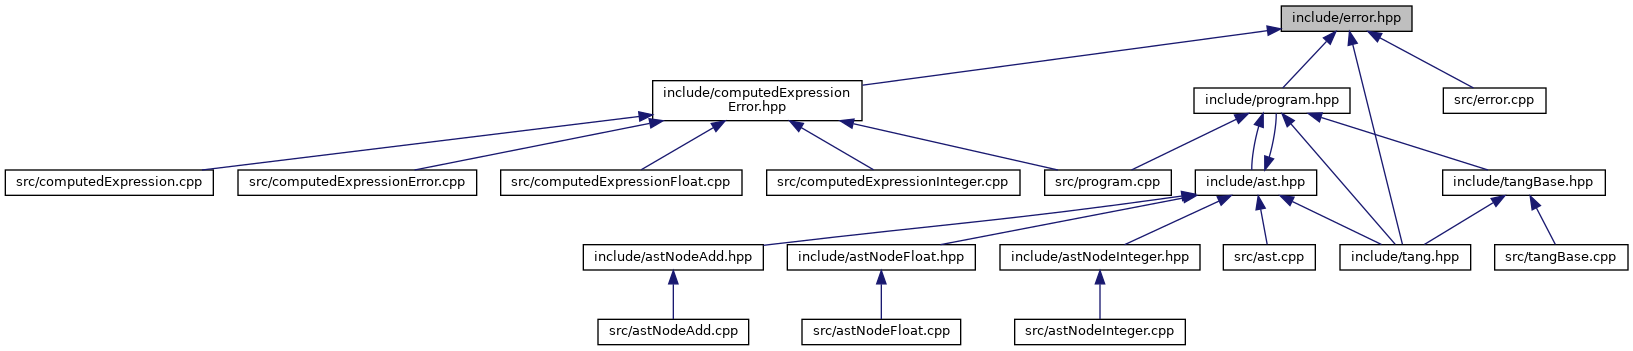 include/error.hpp
include/computedExpression
Error.hpp
include/program.hpp
src/error.cpp
src/computedExpression.cpp
src/computedExpressionError.cpp
src/computedExpressionFloat.cpp
src/computedExpressionInteger.cpp
src/program.cpp
include/ast.hpp
include/tangBase.hpp
include/astNodeAdd.hpp
include/astNodeFloat.hpp
include/astNodeInteger.hpp
src/ast.cpp
include/tang.hpp
src/tangBase.cpp
src/astNodeAdd.cpp
src/astNodeFloat.cpp
src/astNodeInteger.cpp